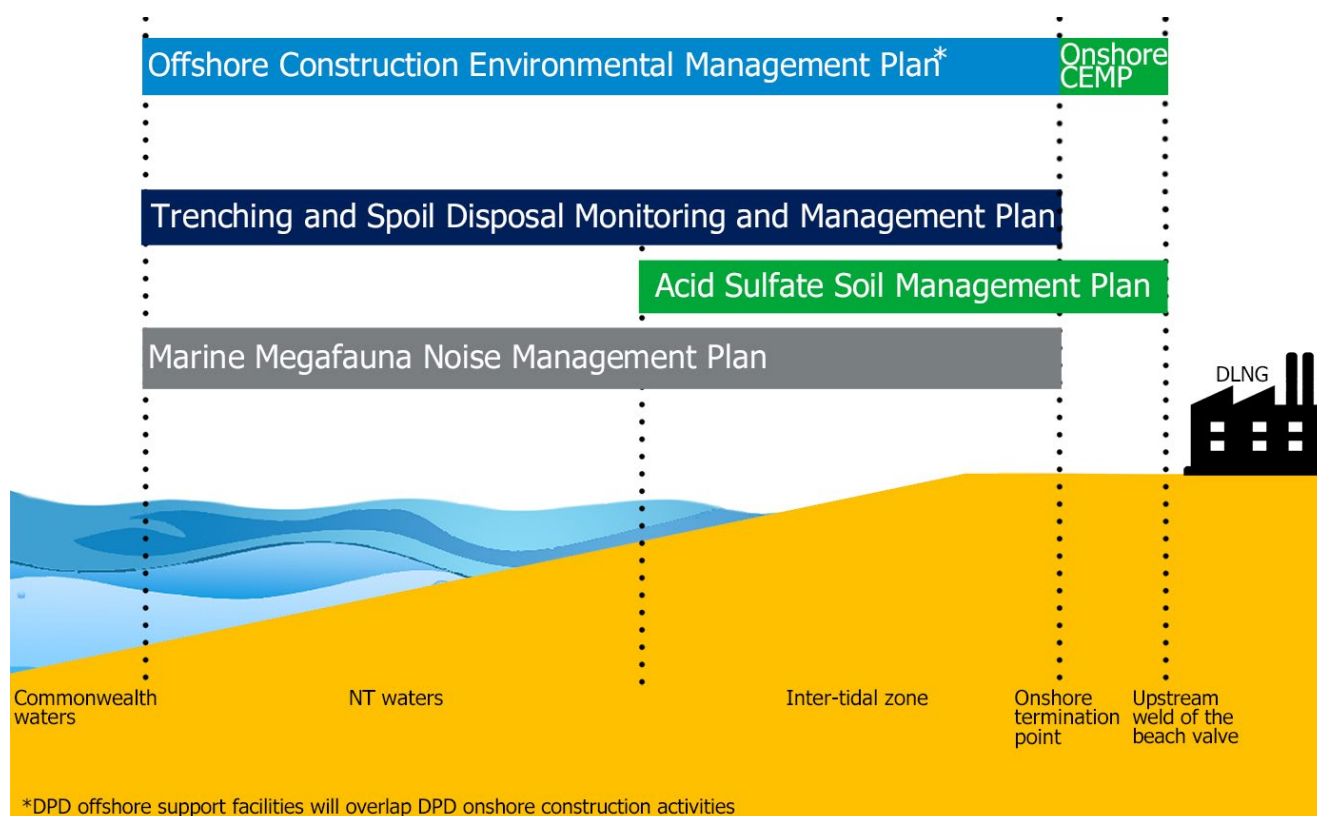 Offshore Construction Environmental Management Plan*
Onshore
CEMP
Trenching and Spoil Disposal Monitoring and Management Plan
Acid Sulfate Soil Management Plan
Marine Megafauna Noise Management Plan
DLNG
Commonwealth
waters
NT waters
Inter-tidal zone
Onshore
termination
point
Upstream
weld of the
beach valve
*DPD offshore support facilities will overlap DPD onshore construction activities